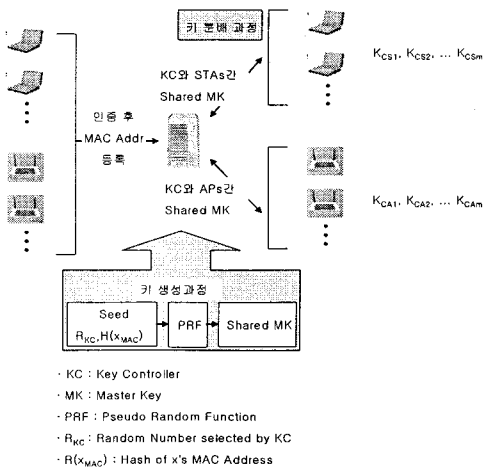 키 분배 과정
KC와 STAs간
Shared MK
K_CS1, K_CS2, ... K_CSm
인증 후
MAC Addr
등록
KC와 APs간
Shared MK
K_CA1, K_CA2, ... K_CAm
키 생성과정
Seed
R_KC,H(x_MAC)
PRF
Shared MK
· KC : Key Controller
· MK : Master Key
· PRF : Pseudo Random Function
· R_KC : Random Number selected by KC
· R(x_MAC) : Hash of x's MAC Address